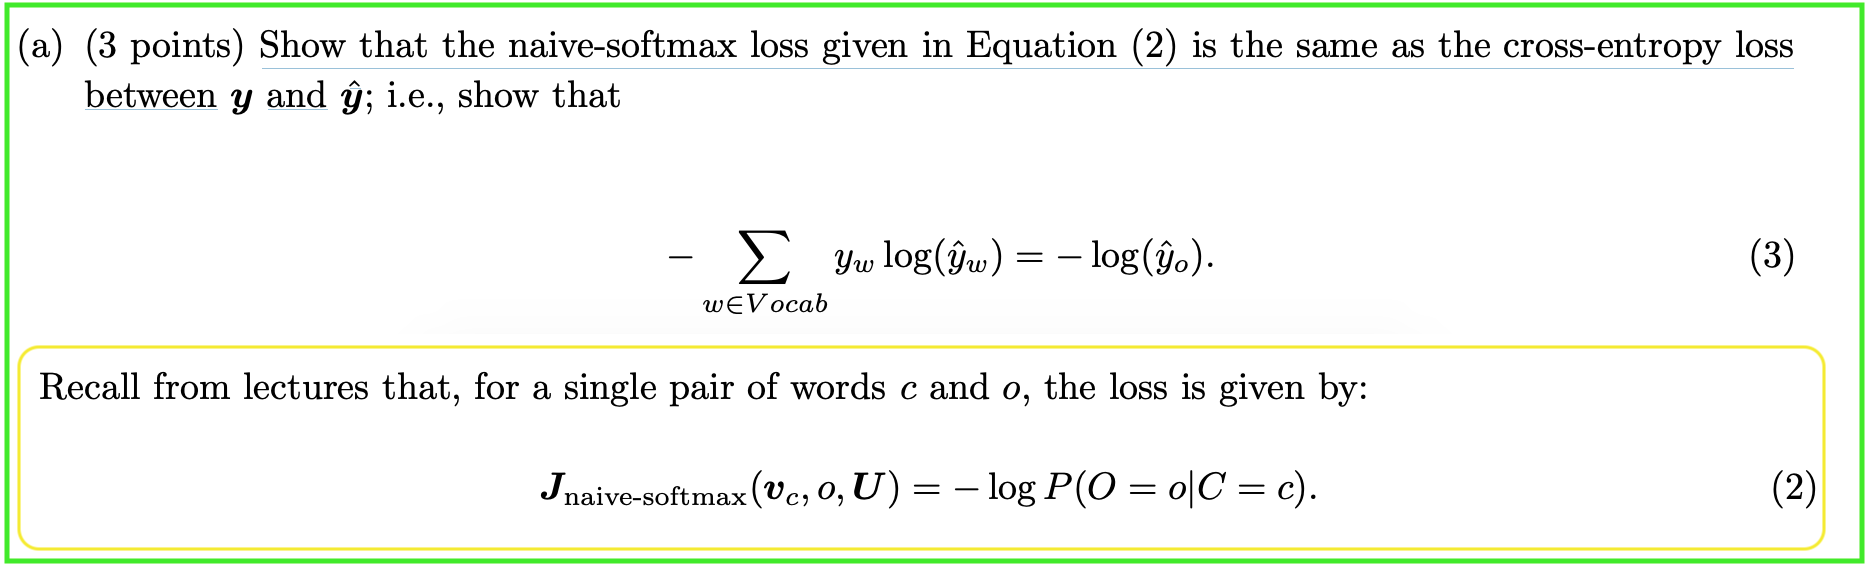 (a) (3 points) Show that the naive-softmax loss given in Equation (2) is the same as the cross-entropy loss
between y and ŷ; i.e., show that
− ∑_{w∈Vocab} y_w log(ŷ_w) = − log(ŷ_o). (3)
Recall from lectures that, for a single pair of words c and o, the loss is given by:
J_{naive-softmax}(v_c, o, U) = − log P(O = o|C = c). (2)